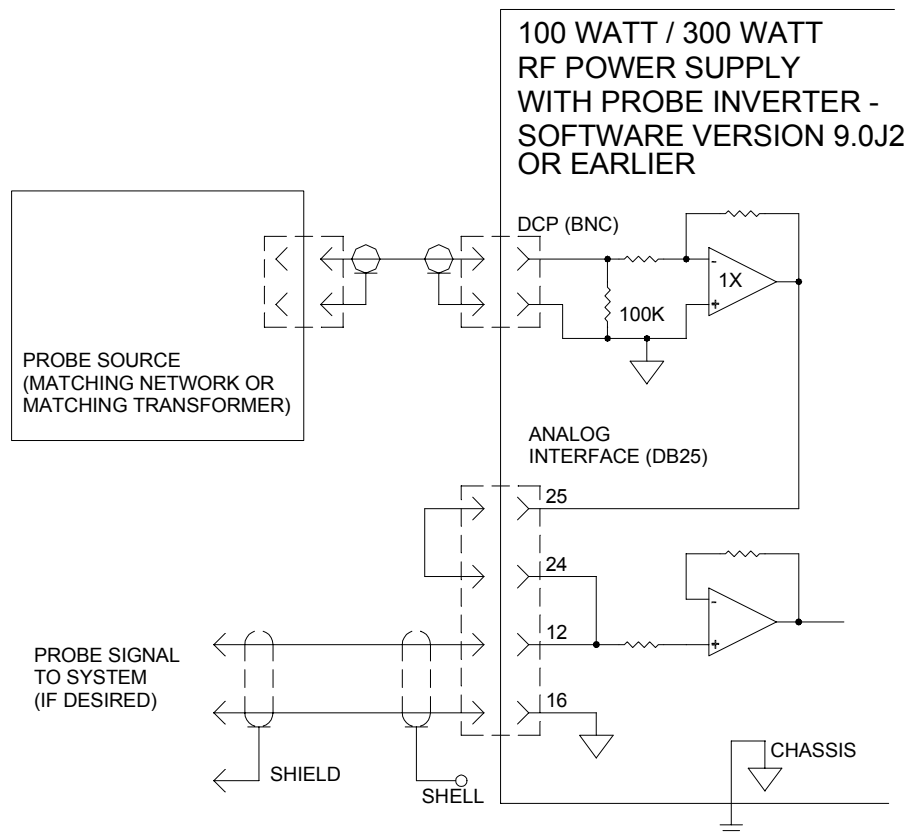 100 WATT / 300 WATT
RF POWER SUPPLY
WITH PROBE INVERTER -
SOFTWARE VERSION 9.0J2
OR EARLIER
DCP (BNC)
-
1X
+
100K
PROBE SOURCE
(MATCHING NETWORK OR
MATCHING TRANSFORMER)
ANALOG
INTERFACE (DB25)
25
24
-
12
+
PROBE SIGNAL
TO SYSTEM
(IF DESIRED)
16
CHASSIS
SHIELD
SHELL